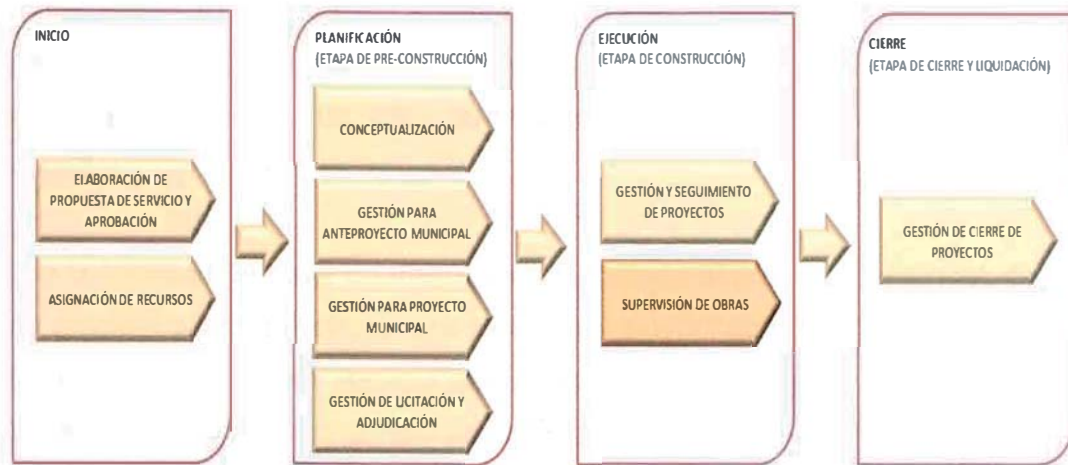 INICIO
ELABORACIÓN DE
PROPUESTA DE SERVICIO Y
APROBACIÓN
ASIGNACIÓN DE RECURSOS
PLANIFICACIÓN
(ETAPA DE PRE-CONSTRUCCIÓN)
CONCEPTUALIZACIÓN
GESTIÓN PARA
ANTEPROYECTO MUNICIPAL
GESTIÓN PARA PROYECTO
MUNICIPAL
GESTIÓN DE LICITACIÓN Y
ADJUDICACIÓN
EJECUCIÓN
(ETAPA DE CONSTRUCCIÓN)
GESTIÓN Y SEGUIMIENTO
DE PROYECTOS
SUPERVISIÓN DE OBRAS
CIERRE
(ETAPA DE CIERRE Y LIQUIDACIÓN)
GESTIÓN DE CIERRE DE
PROYECTOS